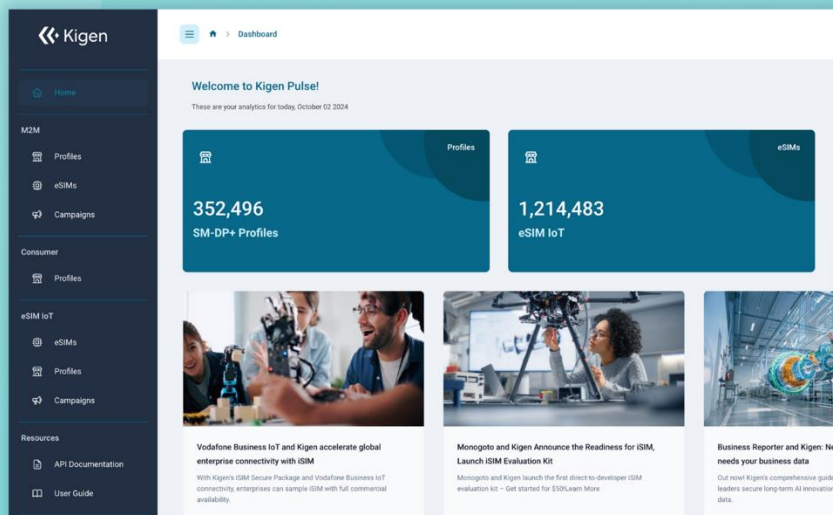 Kigen
Dashboard
Home
Welcome to Kigen Pulse!
These are your analytics for today, October 02 2024
M2M
Profiles
eSIMs
Campaigns
Consumer
Profiles
eSIM IoT
eSIMs
Profiles
Campaigns
Resources
API Documentation
User Guide
Profiles
352,496
SM-DP+ Profiles
eSIMs
1,214,483
eSIM IoT
Vodafone Business IoT and Kigen accelerate global
enterprise connectivity with iSIM
With Kigen's iSIM Secure Package and Vodafone Business IoT
connectivity, enterprises can sample iSIM with full commercial
availability.
Monogoto and Kigen Announce the Readiness for iSIM,
Launch iSIM Evaluation Kit
Monogoto and Kigen launch the first direct-to-developer iSIM
evaluation kit – Get started for $50!Learn More
Business Reporter and Kigen:
needs your business data
Out now! Kigen's comprehensive guide
leaders secure long-term AI innovation
data.